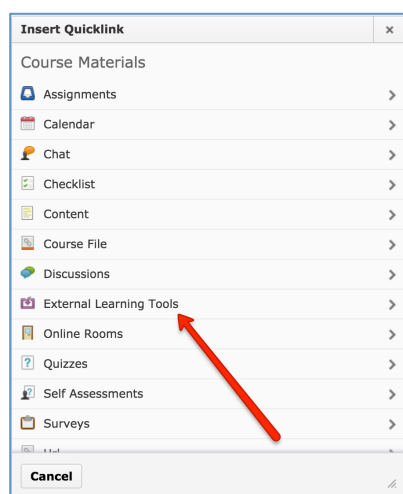 Insert Quicklink ×
Course Materials
Assignments
Calendar
Chat
Checklist
Content
Course File
Discussions
External Learning Tools
Online Rooms
Quizzes
Self Assessments
Surveys
Cancel